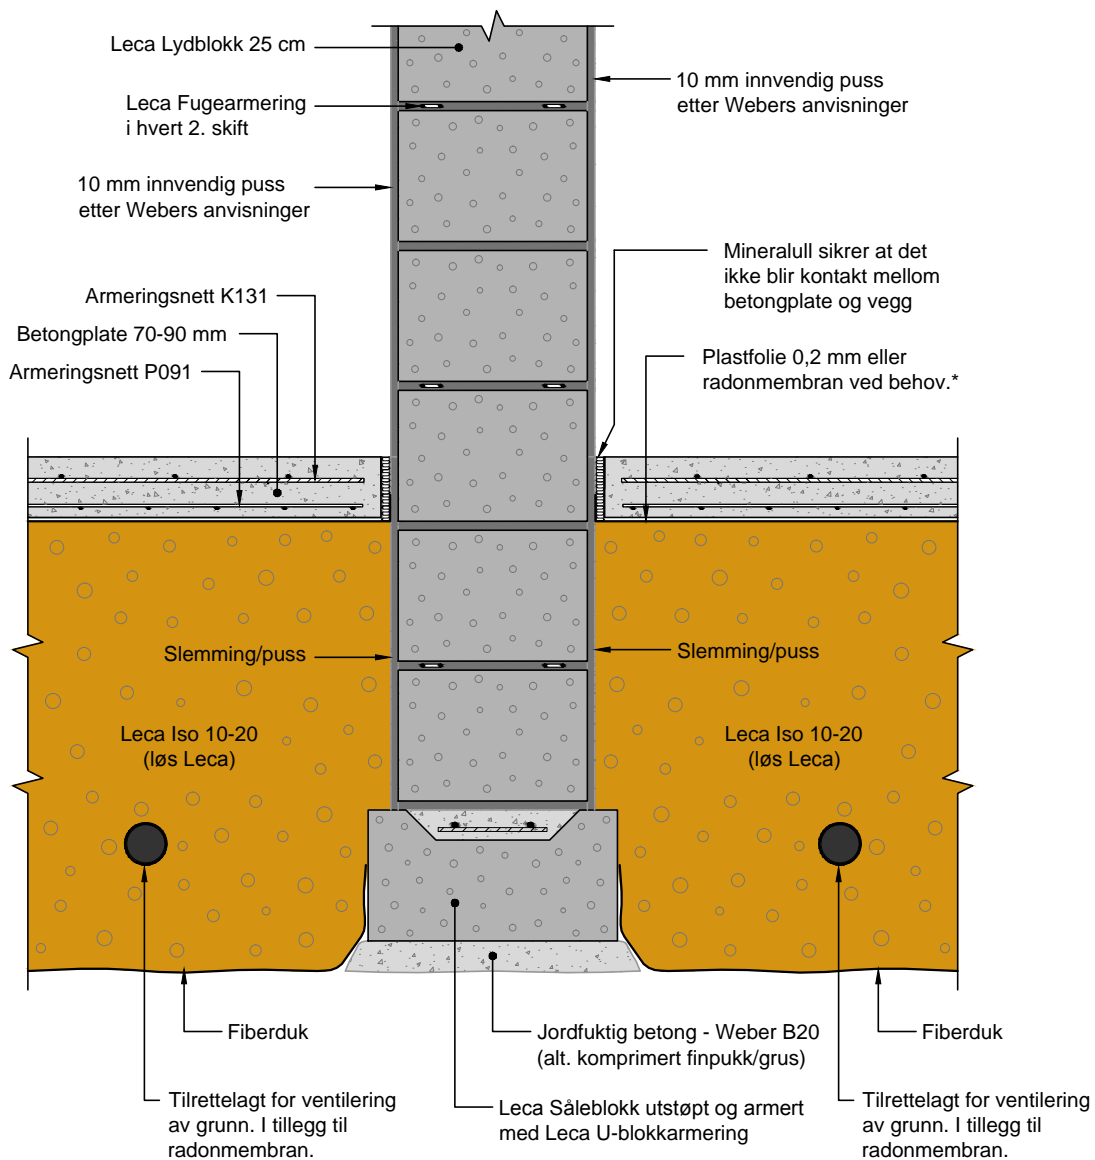 Leca Lydblokk 25 cm
10 mm innvendig puss
etter Webers anvisninger
Leca Fugearmering
i hvert 2. skift
10 mm innvendig puss
etter Webers anvisninger
Mineralull sikrer at det
ikke blir kontakt mellom
betongplate og vegg
Armeringsnett K131
Betongplate 70-90 mm
Armeringsnett P091
Plastfolie 0,2 mm eller
radonmembran ved behov.*
Slemming/puss
Slemming/puss
Leca Iso 10-20
(løs Leca)
Leca Iso 10-20
(løs Leca)
Fiberduk
Jordfuktig betong - Weber B20
(alt. komprimert finpukk/grus)
Fiberduk
Tilrettelagt for ventilering
av grunn. I tillegg til
radonmembran.
Leca Såleblokk utstøpt og armert
med Leca U-blokkarmering
Tilrettelagt for ventilering
av grunn. I tillegg til
radonmembran.